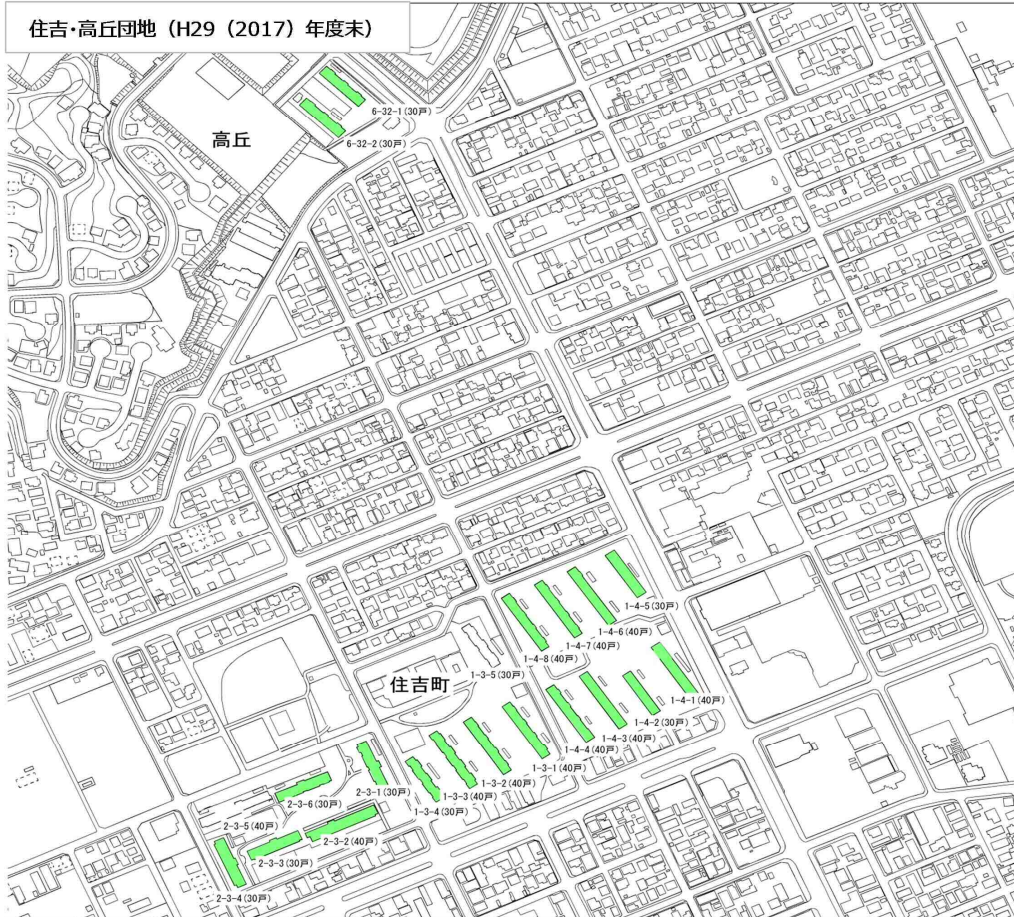 住吉･高丘団地（H29（2017）年度末）
6-32-1(30戸)
高丘
6-32-2(30戸)
1-4-5(30戸)
1-4-6(40戸)
1-4-7(40戸)
1-4-8(40戸)
1-3-5(30戸)
住吉町
1-4-1(40戸)
1-4-2(30戸)
1-4-3(40戸)
1-4-4(40戸)
1-3-1(40戸)
1-3-2(40戸)
1-3-3(40戸)
1-3-4(30戸)
2-3-1(30戸)
2-3-6(30戸)
2-3-5(40戸)
2-3-2(40戸)
2-3-3(30戸)
2-3-4(30戸)